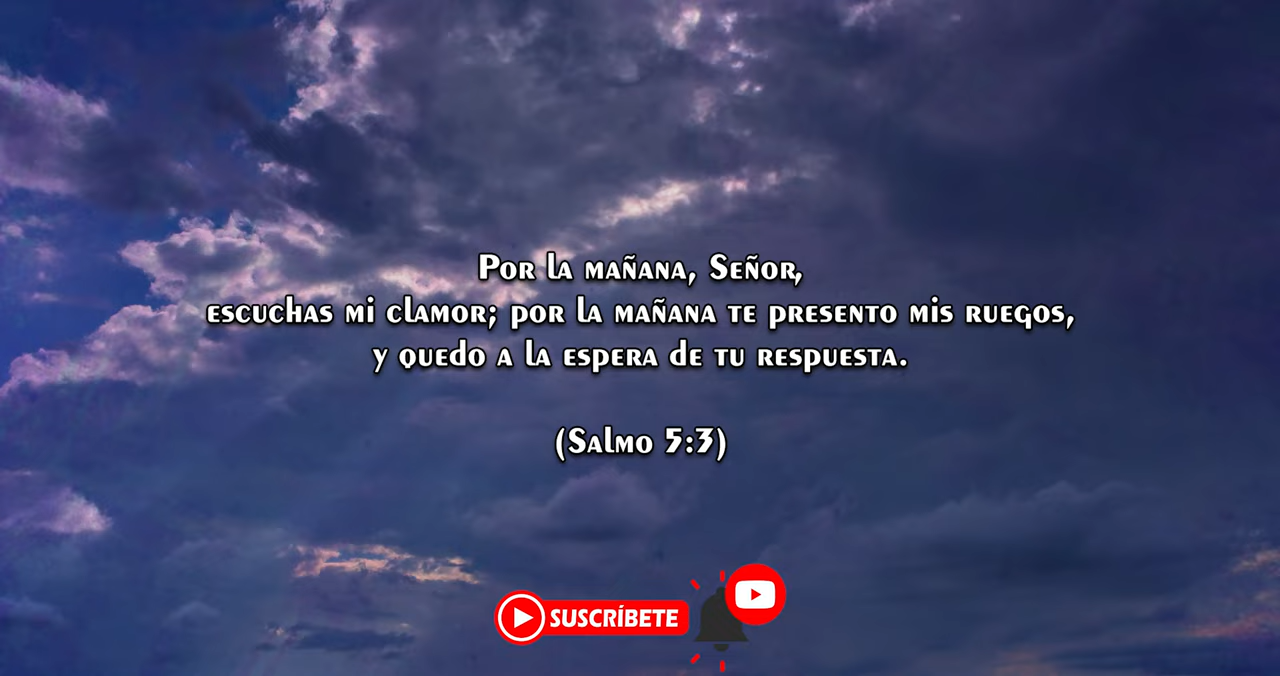 Por la mañana, Señor,
escuchas mi clamor; por la mañana te presento mis ruegos,
y quedo a la espera de tu respuesta.
(Salmo 5:3)
SUSCRÍBETE